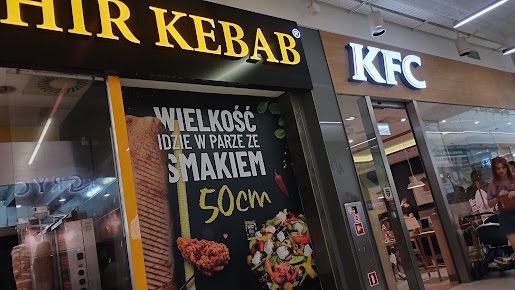 HIR KEBAB®
KFC
WIELKOŚĆ
IDZIE W PARZE ZE
SMAKIEM
50cm